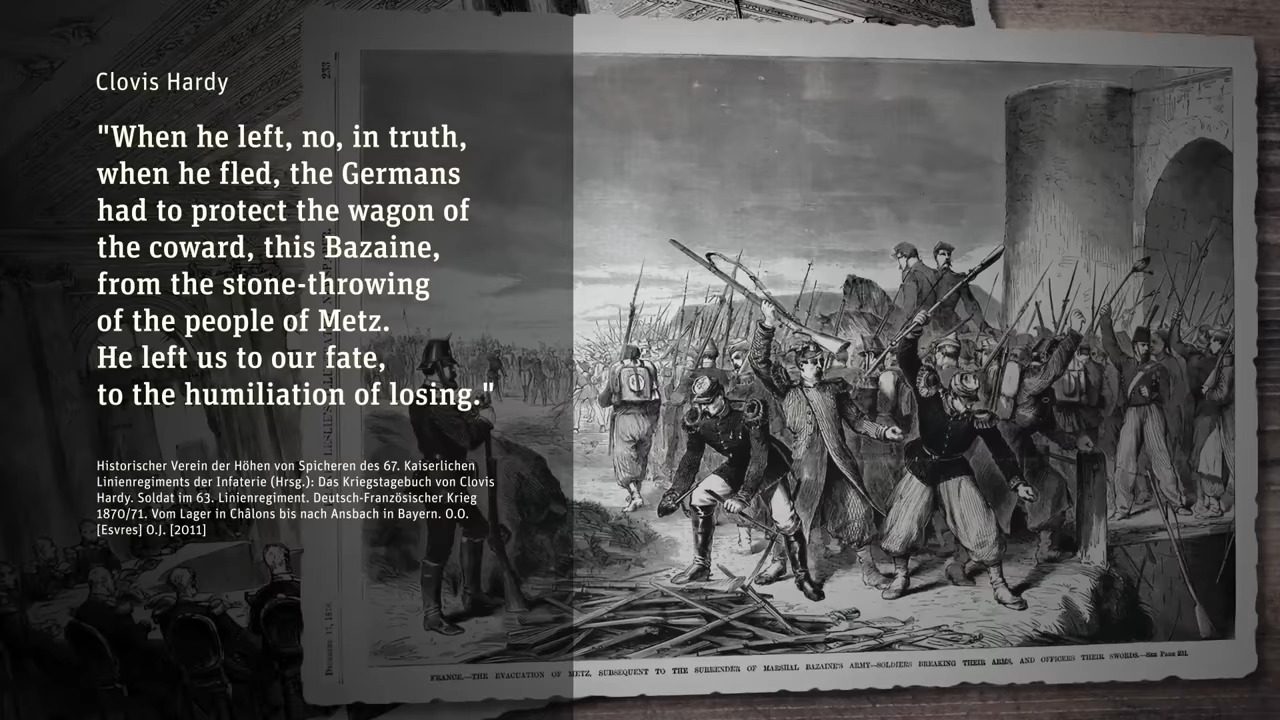 Clovis Hardy
"When he left, no, in truth,
when he fled, the Germans
had to protect the wagon of
the coward, this Bazaine,
from the stone-throwing
of the people of Metz.
He left us to our fate,
to the humiliation of losing."
Historischer Verein der Höhen von Spicheren des 67. Kaiserlichen
Linienregiments der Infaterie (Hrsg.): Das Kriegstagebuch von Clovis
Hardy. Soldat im 63. Linienregiment. Deutsch-Französischer Krieg
1870/71. Vom Lager in Châlons bis nach Ansbach in Bayern. O.O.
[Esvres] O.J. [2011]
233
FRANCE.—THE EVACUATION OF METZ, SUBSEQUENT TO THE SURRENDER OF MARSHAL BAZAINE'S ARMY—SOLDIERS BREAKING THEIR ARMS, AND OFFICERS THEIR SWORDS.—SEE PAGE 231.